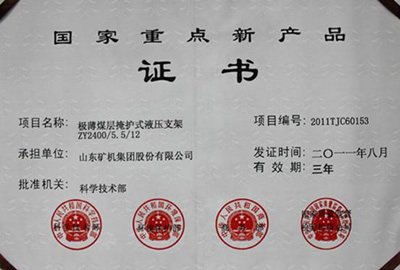 国家重点新产品
证书
项目名称: 极薄煤层掩护式液压支架
ZY2400/5.5/12
项目编号: 2011TJC60153
承担单位: 山东矿机集团股份有限公司
发证时间: 二〇一一年八月
有效期: 三年
批准机关: 科学技术部